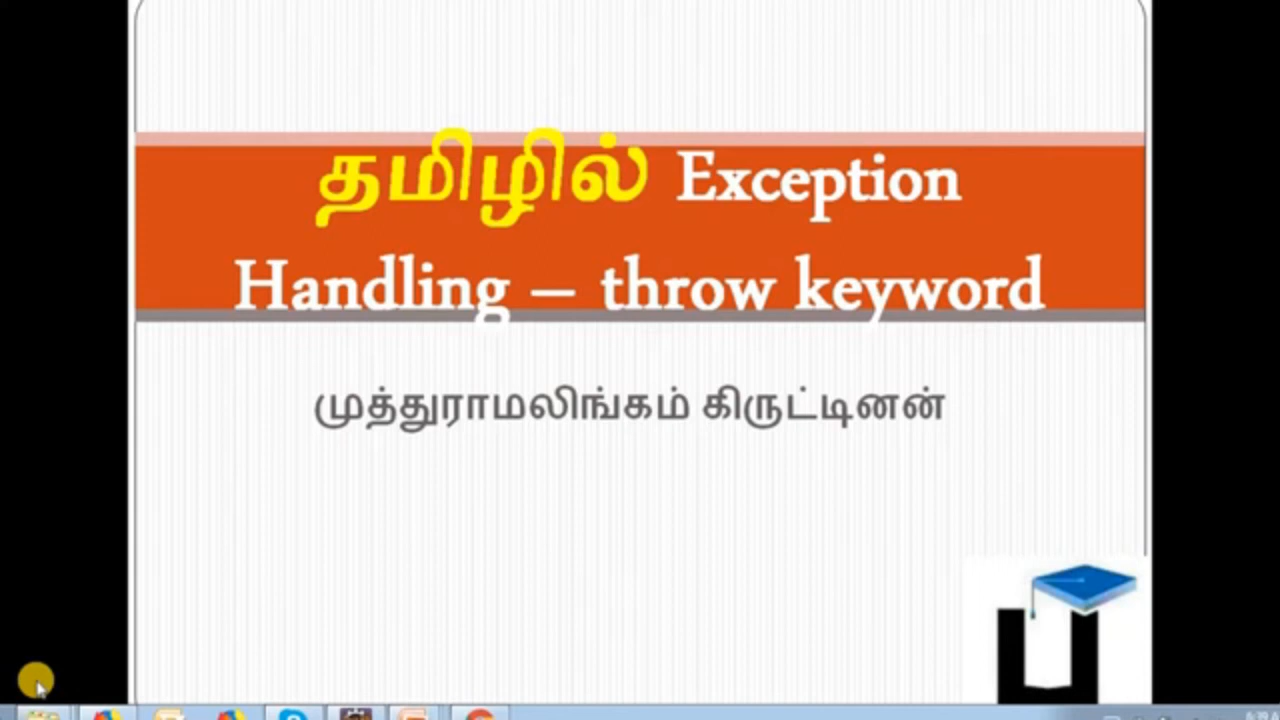 தமிழில் Exception
Handling – throw keyword
முத்துராமலிங்கம் கிருட்டினன்